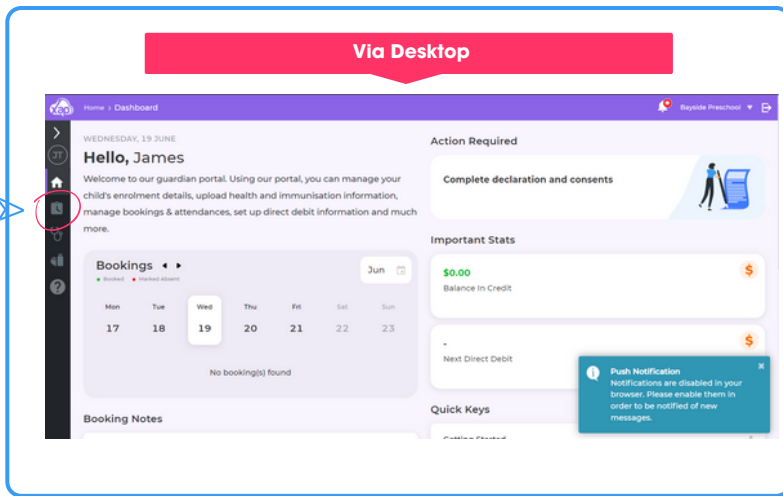 Via Desktop
xap
Home > Dashboard
Bayside Preschool
JT
WEDNESDAY, 19 JUNE
Hello, James
Welcome to our guardian portal. Using our portal, you can manage your
child's enrolment details, upload health and immunisation information,
manage bookings & attendances, set up direct debit information and much
more.
Bookings
Booked Marked Absent
Jun
Mon Tue Wed Thu Fri Sat Sun
17 18 19 20 21 22 23
No booking(s) found
Booking Notes
Action Required
Complete declaration and consents
Important Stats
$0.00
Balance In Credit
-
Next Direct Debit
Quick Keys
Getting Started
Push Notification
Notifications are disabled in your
browser. Please enable them in
order to be notified of new
messages.